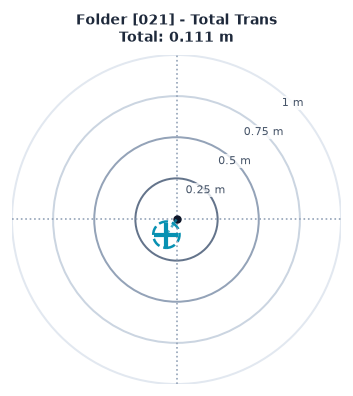 Folder [021] - Total Trans
Total: 0.111 m
1 m
0.75 m
0.5 m
0.25 m